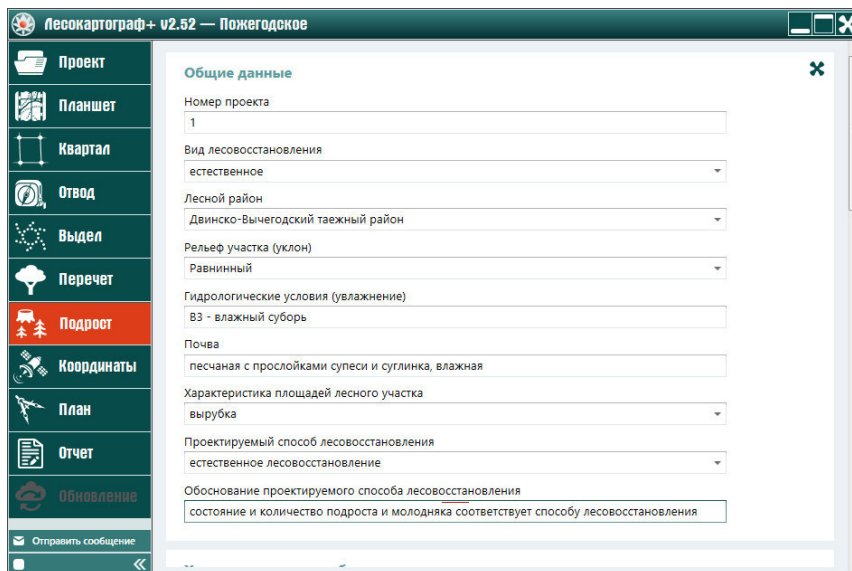 Лесокартограф+ v2.52 — Пожегодское
Проект
Планшет
Квартал
Отвод
Выдел
Перечет
Подрост
Координаты
План
Отчет
Обновление
Отправить сообщение
Общие данные
Номер проекта
1
Вид лесовосстановления
естественное
Лесной район
Двинско-Вычегодский таежный район
Рельеф участка (уклон)
Равнинный
Гидрологические условия (увлажнение)
В3 - влажный суборь
Почва
песчаная с прослойками супеси и суглинка, влажная
Характеристика площадей лесного участка
вырубка
Проектируемый способ лесовосстановления
естественное лесовосстановление
Обоснование проектируемого способа лесовосстановления
состояние и количество подроста и молодняка соответствует способу лесовосстановления